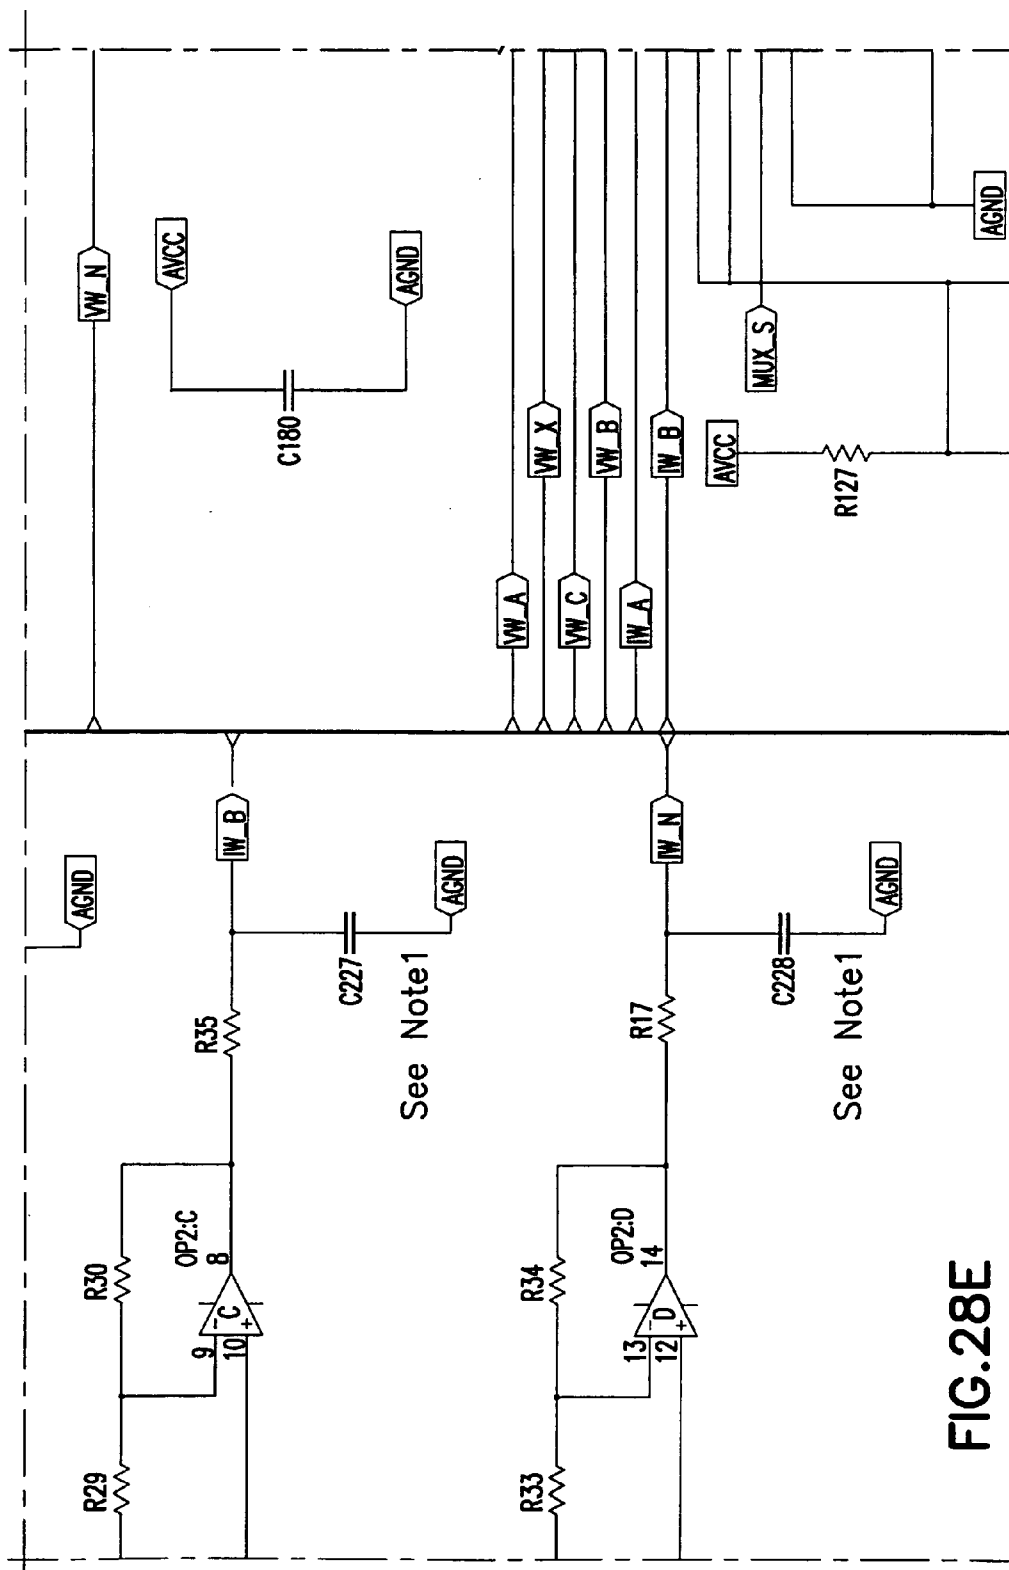 R29
R30
9
10
C
-
+
OP2:C
8
R35
C227
See Note1
AGND
IW_B
AGND
VW_N
AVCC
C180
AGND
R33
R34
13
12
D
-
+
OP2:D
14
R17
C228
See Note1
AGND
IW_N
VW_A
VW_X
VW_C
VW_B
IW_A
IW_B
AVCC
R127
MUX_S
AGND
FIG.28E